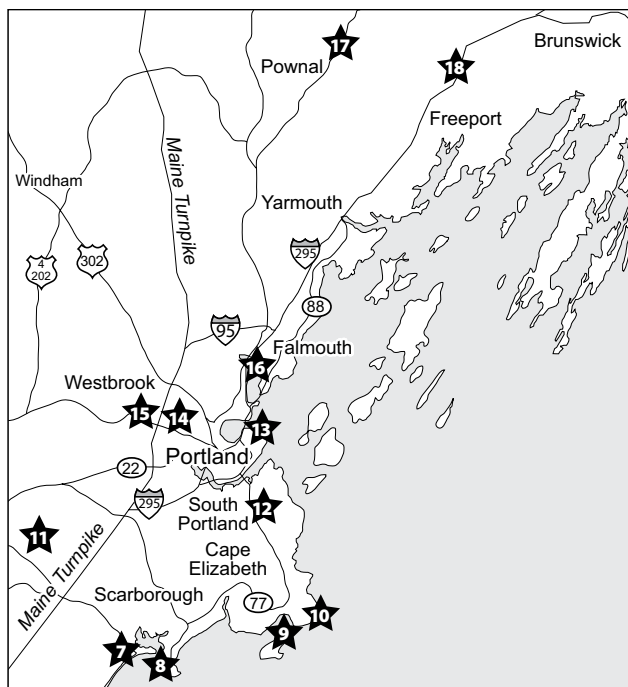 Brunswick
17
18
Pownal
Freeport
Maine Turnpike
Windham
Yarmouth
4
202
302
295
88
95
Falmouth
16
Westbrook
15
14
13
Portland
22
295
South
Portland
12
11
Cape
Elizabeth
Maine Turnpike
Scarborough
77
10
9
7
8